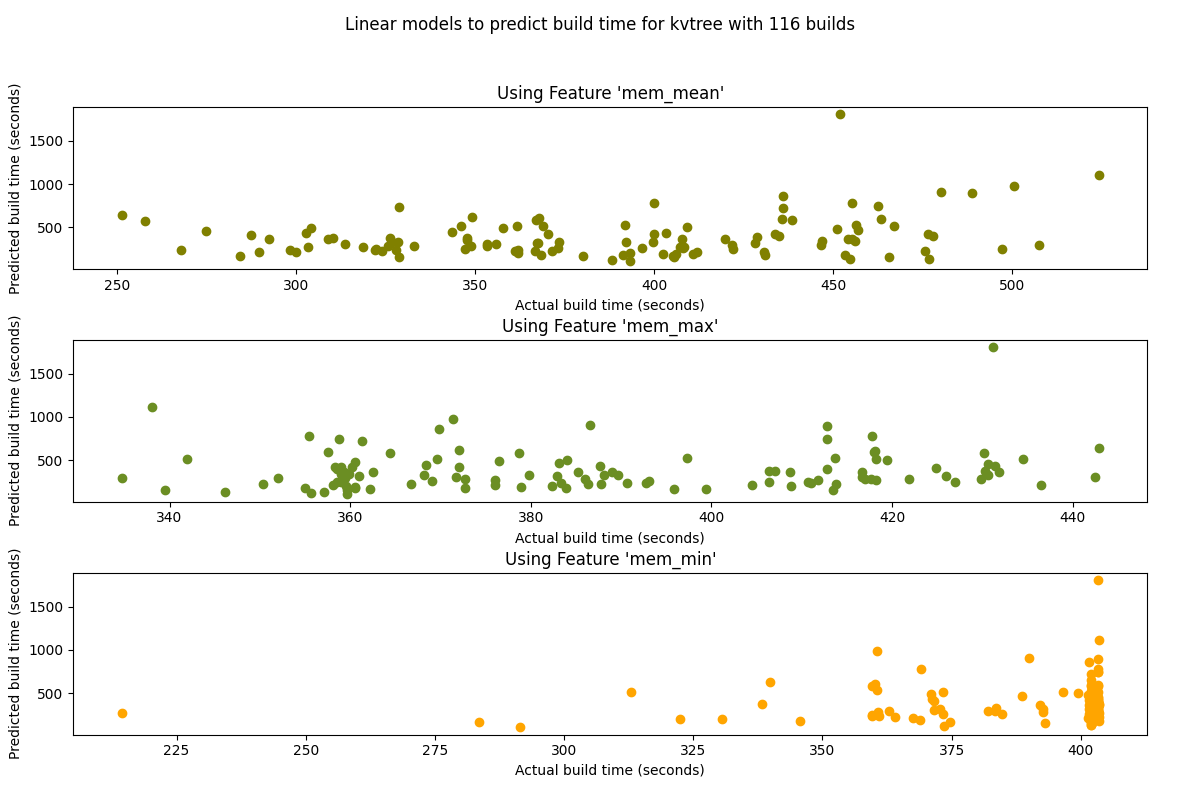 Linear models to predict build time for kvtree with 116 builds
Using Feature 'mem_mean'
Predicted build time (seconds)
1500
1000
500
250 300 350 400 450 500
Actual build time (seconds)
Using Feature 'mem_max'
Predicted build time (seconds)
1500
1000
500
340 360 380 400 420 440
Actual build time (seconds)
Using Feature 'mem_min'
Predicted build time (seconds)
1500
1000
500
225 250 275 300 325 350 375 400
Actual build time (seconds)